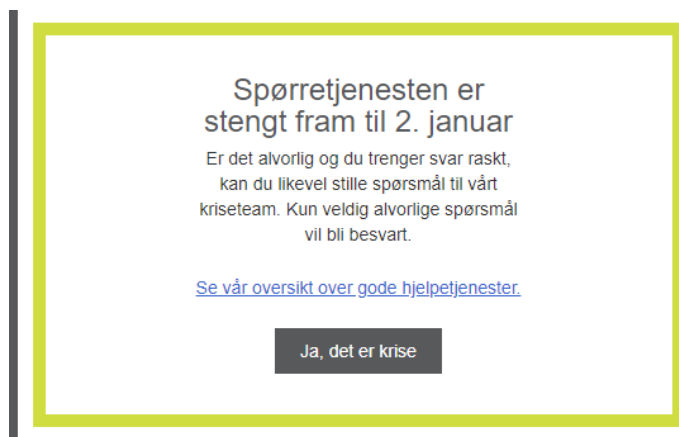 Spørretjenesten er
stengt fram til 2. januar
Er det alvorlig og du trenger svar raskt,
kan du likevel stille spørsmål til vårt
kriseteam. Kun veldig alvorlige spørsmål
vil bli besvart.
Se vår oversikt over gode hjelpetjenester.
Ja, det er krise